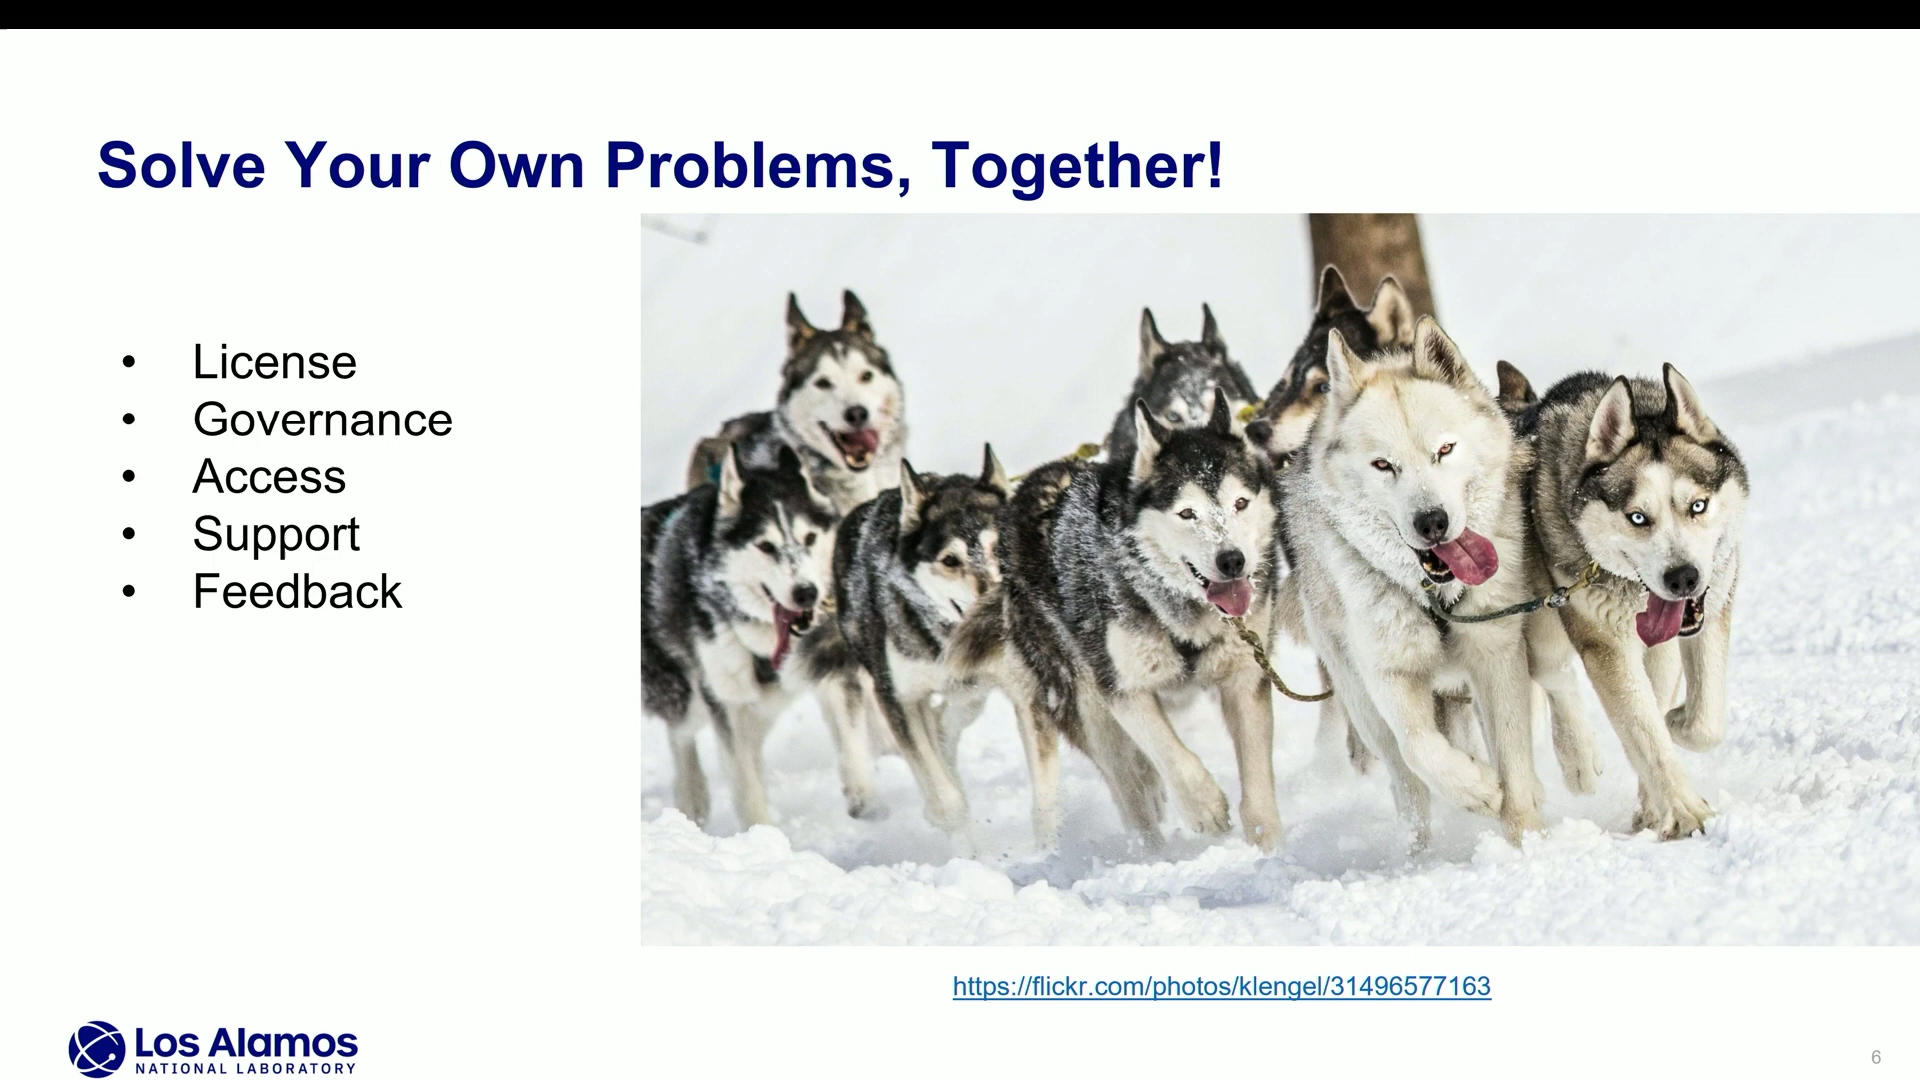 Solve Your Own Problems, Together!
• License
• Governance
• Access
• Support
• Feedback
https://flickr.com/photos/klengel/31496577163
Los Alamos
NATIONAL LABORATORY
6